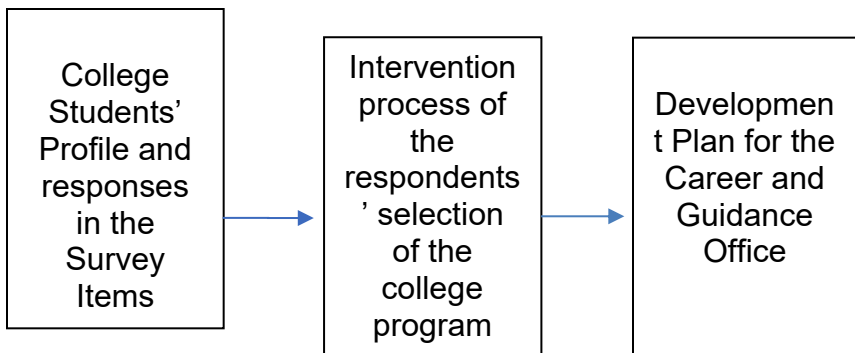 College
Students’
Profile and
responses
in the
Survey
Items
Intervention
process of
the
respondents
’ selection
of the
college
program
Developmen
t Plan for the
Career and
Guidance
Office